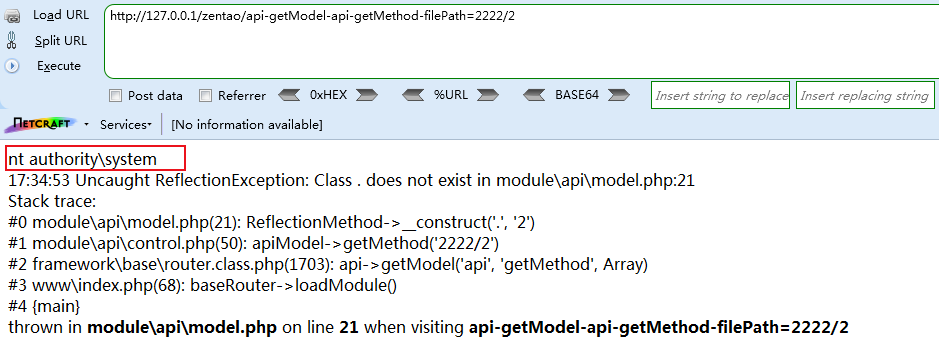 Load URL
http://127.0.0.1/zentao/api-getModel-api-getMethod-filePath=2222/2
Split URL
Execute
Post data Referrer 0xHEX %URL BASE64 Insert string to replace Insert replacing string
NETCRAFT Services [No information available]
nt authority\system
17:34:53 Uncaught ReflectionException: Class . does not exist in module\api\model.php:21
Stack trace:
#0 module\api\model.php(21): ReflectionMethod->__construct('.', '2')
#1 module\api\control.php(50): apiModel->getMethod('2222/2')
#2 framework\base\router.class.php(1703): api->getModel('api', 'getMethod', Array)
#3 www\index.php(68): baseRouter->loadModule()
#4 {main}
thrown in module\api\model.php on line 21 when visiting api-getModel-api-getMethod-filePath=2222/2